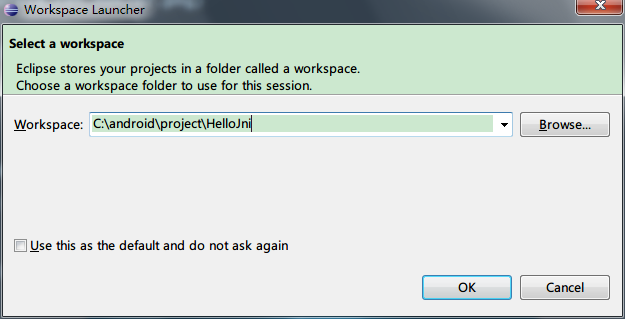 Workspace Launcher
Select a workspace
Eclipse stores your projects in a folder called a workspace.
Choose a workspace folder to use for this session.
Workspace: C:\android\project\HelloJni Browse...
Use this as the default and do not ask again
OK Cancel